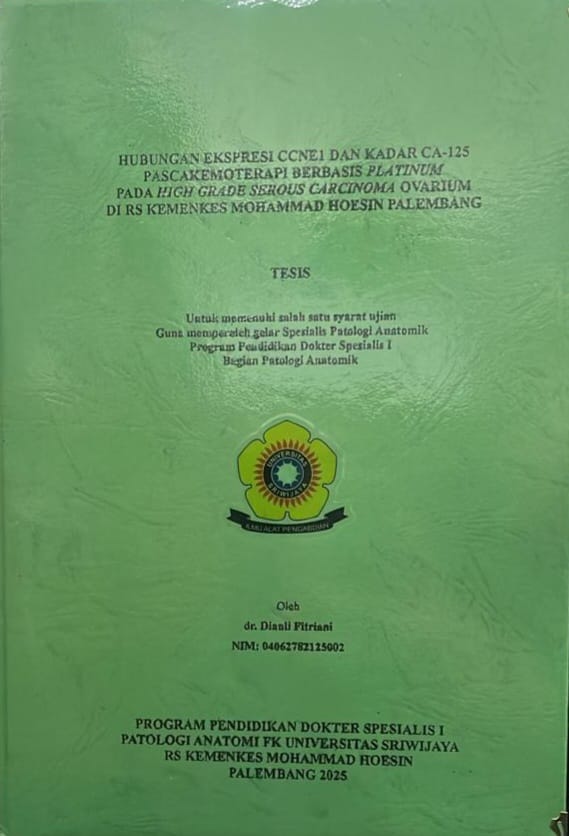 HUBUNGAN EKSPRESI CCNE1 DAN KADAR CA-125
PASCAKEMOTERAPI BERBASIS PLATINUM
PADA HIGH GRADE SEROUS CARCINOMA OVARIUM
DI RS KEMENKES MOHAMMAD HOESIN PALEMBANG
TESIS
Untuk memenuhi salah satu syarat ujian
Guna memperoleh gelar Spesialis Patologi Anatomik
Program Pendidikan Dokter Spesialis I
Bagian Patologi Anatomik
UNIVERSITAS
SRIWIJAYA
ILMU ALAT PENGABDIAN
Oleh
dr. Dianli Fitriani
NIM: 04062782125002
PROGRAM PENDIDIKAN DOKTER SPESIALIS I
PATOLOGI ANATOMI FK UNIVERSITAS SRIWIJAYA
RS KEMENKES MOHAMMAD HOESIN
PALEMBANG 2025